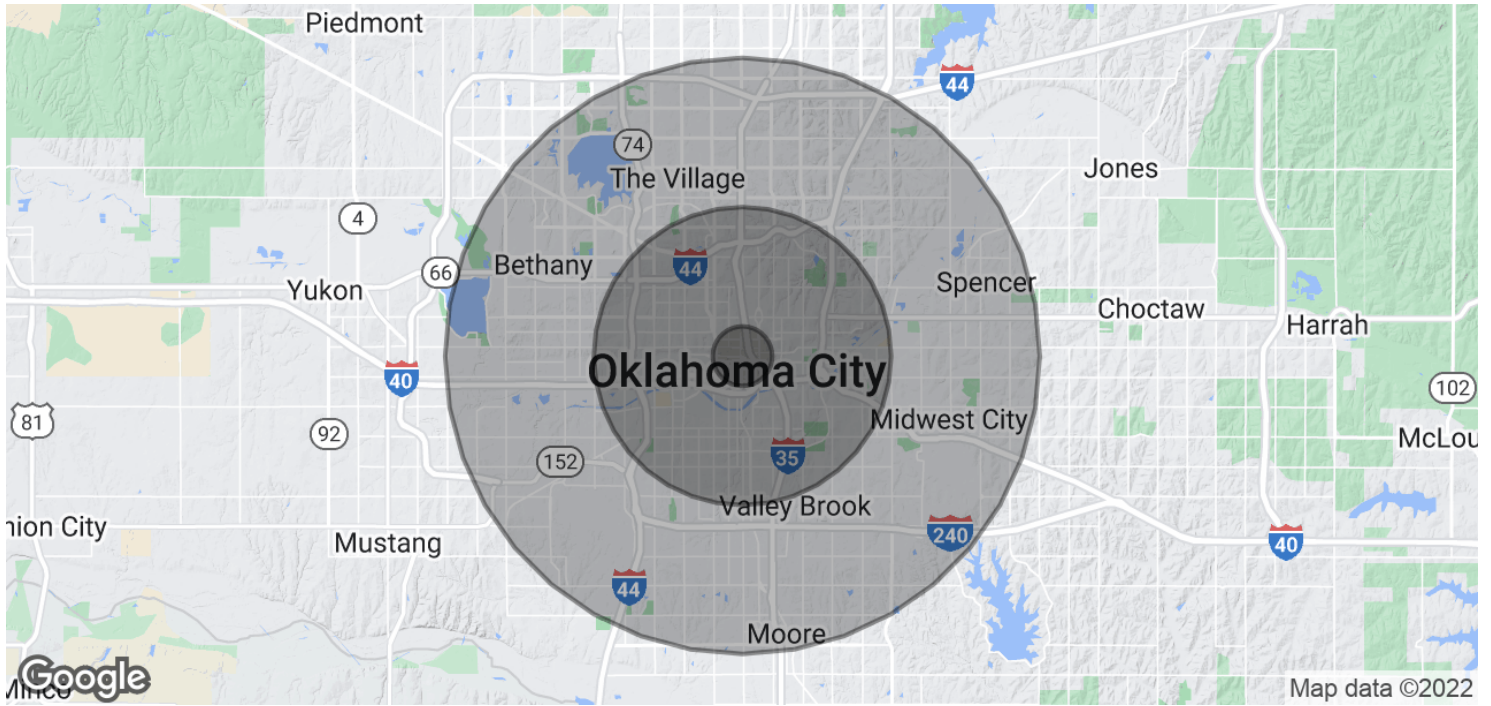 Piedmont
44
74
The Village
Jones
4
44
Bethany
66
Spencer
Yukon
Choctaw
Harrah
Oklahoma City
40
102
81
Midwest City
92
McLou
35
152
Valley Brook
nion City
240
Mustang
40
44
Moore
Google
Minco
Map data ©2022